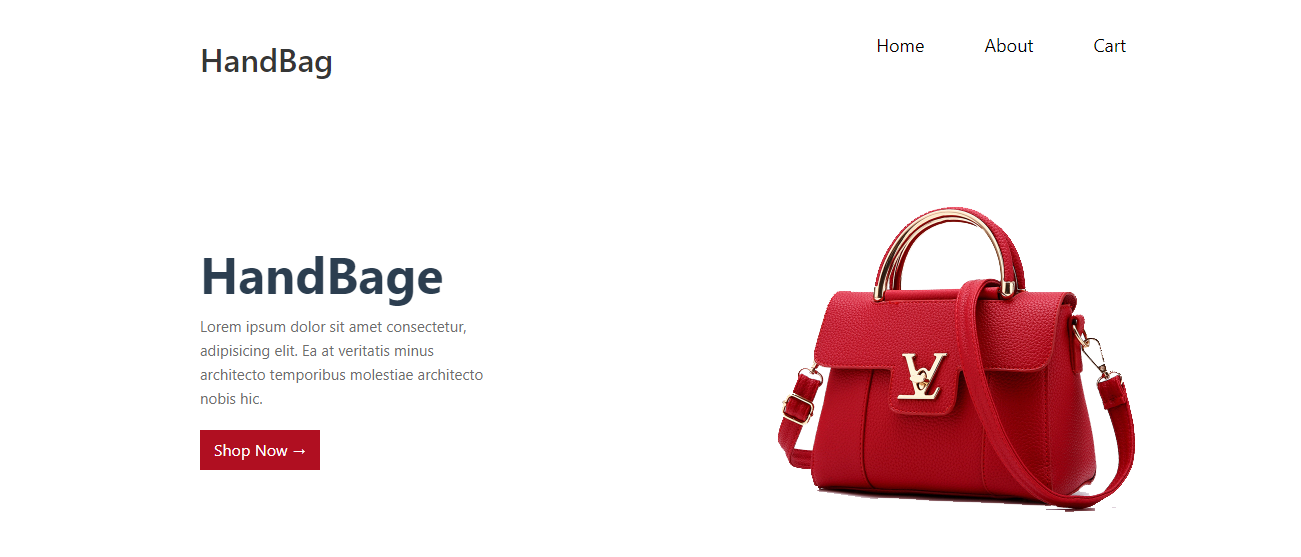 HandBag
Home About Cart
HandBage
Lorem ipsum dolor sit amet consectetur,
adipisicing elit. Ea at veritatis minus
architecto temporibus molestiae architecto
nobis hic.
Shop Now →
LV